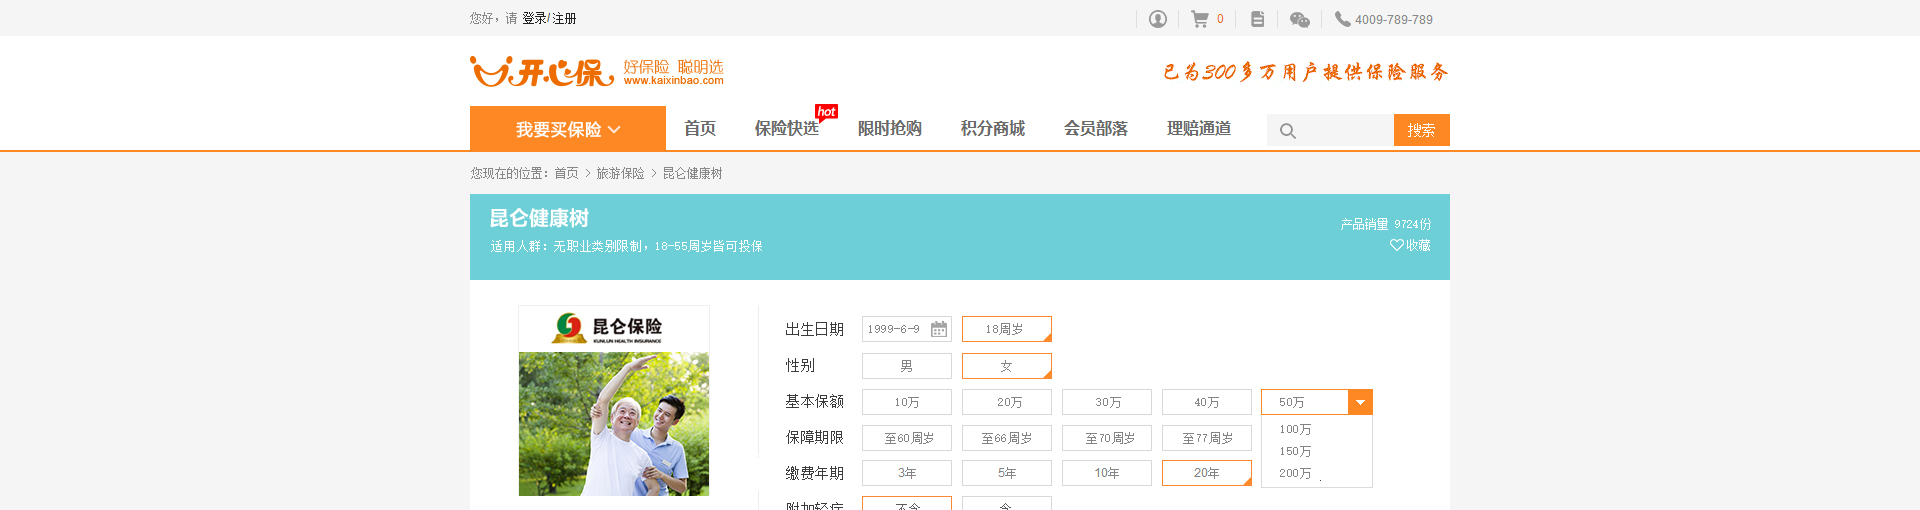 您好，请 登录/注册
0
4009-789-789
开心保 好保险 聪明选
www.kaixinbao.com
已为300多万用户提供保险服务
我要买保险 首页 保险快选 hot 限时抢购 积分商城 会员部落 理赔通道 搜索
您现在的位置：首页 > 旅游保险 > 昆仑健康树
昆仑健康树
产品销量 9724份
适用人群：无职业类别限制，18-55周岁皆可投保
收藏
昆仑保险
KUNLUN HEALTH INSURANCE
出生日期 1999-6-9 18周岁
性别 男 女
基本保额 10万 20万 30万 40万 50万
100万
150万
200万
保障期限 至60周岁 至66周岁 至70周岁 至77周岁
缴费年期 3年 5年 10年 20年
附加轻症 不含 含